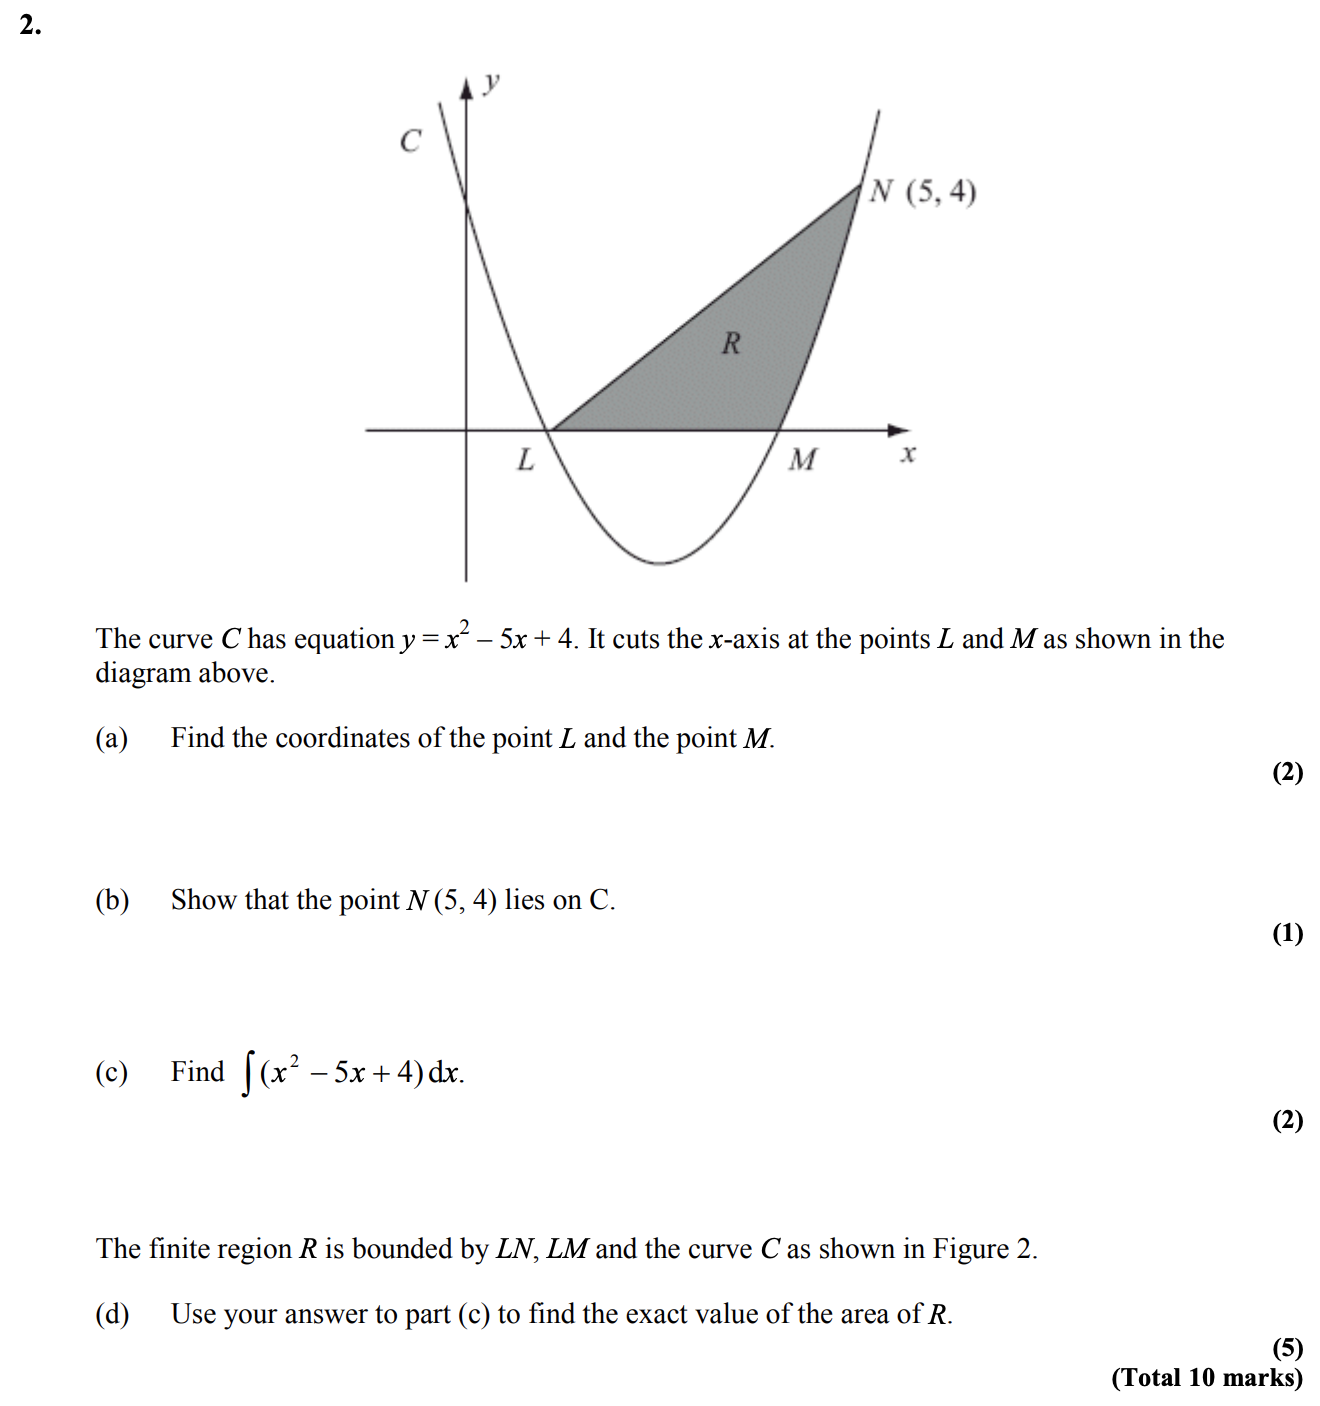 2.
y
C
N (5, 4)
R
L
M
x
The curve C has equation y = x² – 5x + 4. It cuts the x-axis at the points L and M as shown in the
diagram above.
(a) Find the coordinates of the point L and the point M.
(2)
(b) Show that the point N (5, 4) lies on C.
(1)
(c) Find ∫(x² – 5x + 4) dx.
(2)
The finite region R is bounded by LN, LM and the curve C as shown in Figure 2.
(d) Use your answer to part (c) to find the exact value of the area of R.
(5)
(Total 10 marks)